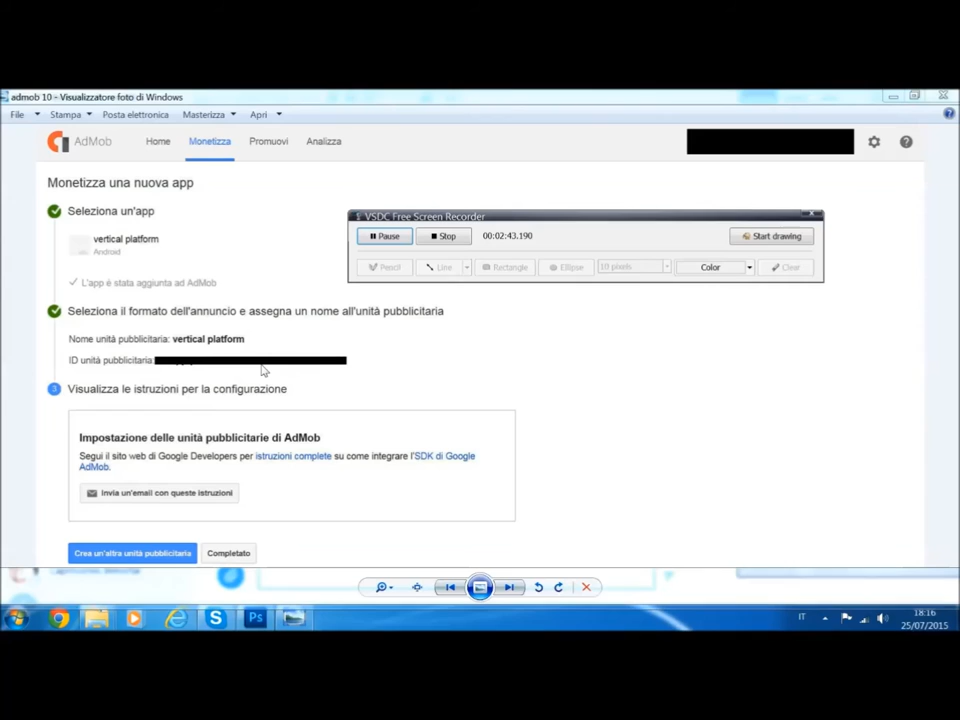 admob 10 - Visualizzatore foto di Windows
File Stampa Posta elettronica Masterizza Apri
AdMob Home Monetizza Promuovi Analizza
Monetizza una nuova app
Seleziona un'app
vertical platform
Android
L'app è stata aggiunta ad AdMob
VSDC Free Screen Recorder
Pause Stop 00:02:43.190 Start drawing
Pencil Line Rectangle Ellipse 10 pixels Color Clear
Seleziona il formato dell'annuncio e assegna un nome all'unità pubblicitaria
Nome unità pubblicitaria: vertical platform
ID unità pubblicitaria:
3 Visualizza le istruzioni per la configurazione
Impostazione delle unità pubblicitarie di AdMob
Segui il sito web di Google Developers per istruzioni complete su come integrare l'SDK di Google
AdMob.
Invia un'email con queste istruzioni
Crea un'altra unità pubblicitaria Completato
Ps
IT 18:16
25/07/2015